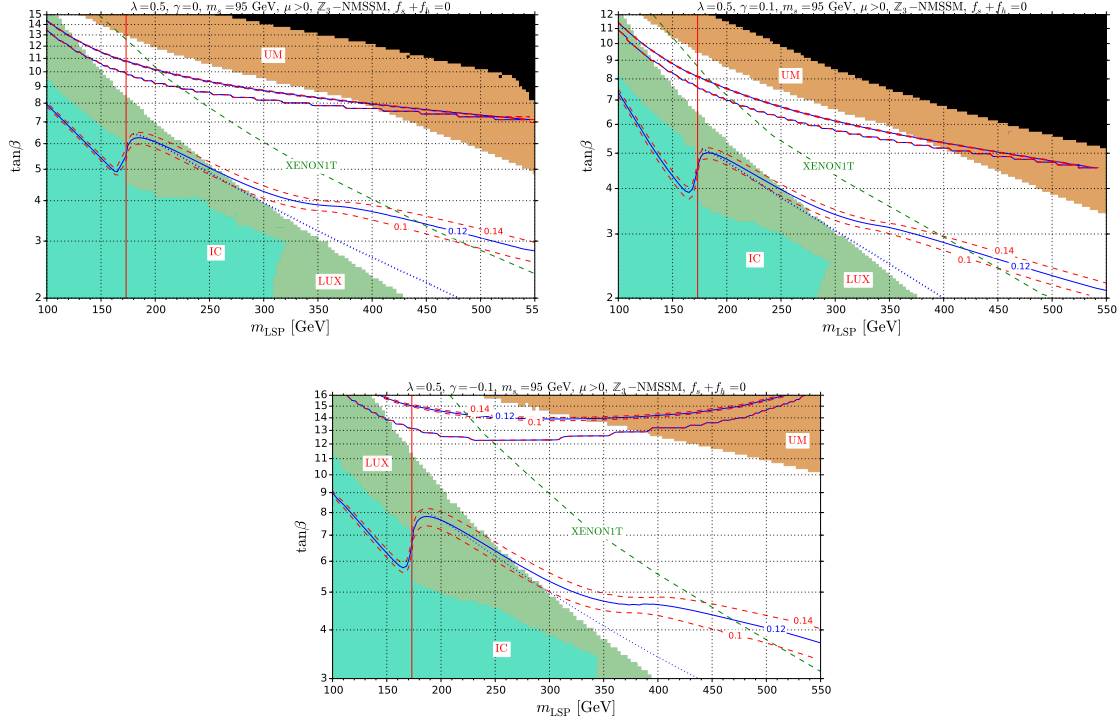 λ=0.5, γ=0, m_s=95 GeV, μ>0, ℤ₃−NMSSM, f_s+f_h=0
tanβ
15
14
13
12
11
10
9
8
7
6
5
4
3
2
UM
XENON1T
0.14
0.12
0.1
IC
LUX
100 150 200 250 300 350 400 450 500 55
m_LSP [GeV]
λ=0.5, γ=0.1, m_s=95 GeV, μ>0, ℤ₃−NMSSM, f_s+f_h=0
tanβ
12
11
10
9
8
7
6
5
4
3
2
UM
XENON1T
0.14
0.12
0.1
IC
LUX
100 150 200 250 300 350 400 450 500 550
m_LSP [GeV]
λ=0.5, γ=−0.1, m_s=95 GeV, μ>0, ℤ₃−NMSSM, f_s+f_h=0
tanβ
16
15
14
13
12
11
10
9
8
7
6
5
4
3
0.14
0.12
0.1
UM
LUX
XENON1T
0.14
0.12
0.1
IC
100 150 200 250 300 350 400 450 500 550
m_LSP [GeV]